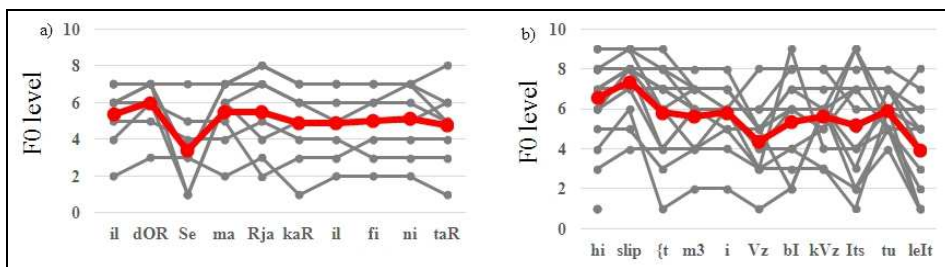 a)
F0 level
10
8
6
4
2
0
il dOR Se ma Rja kaR il fi ni taR
b)
F0 level
10
8
6
4
2
0
hi slip {t m3 i Vz bI kVz Its tu leIt